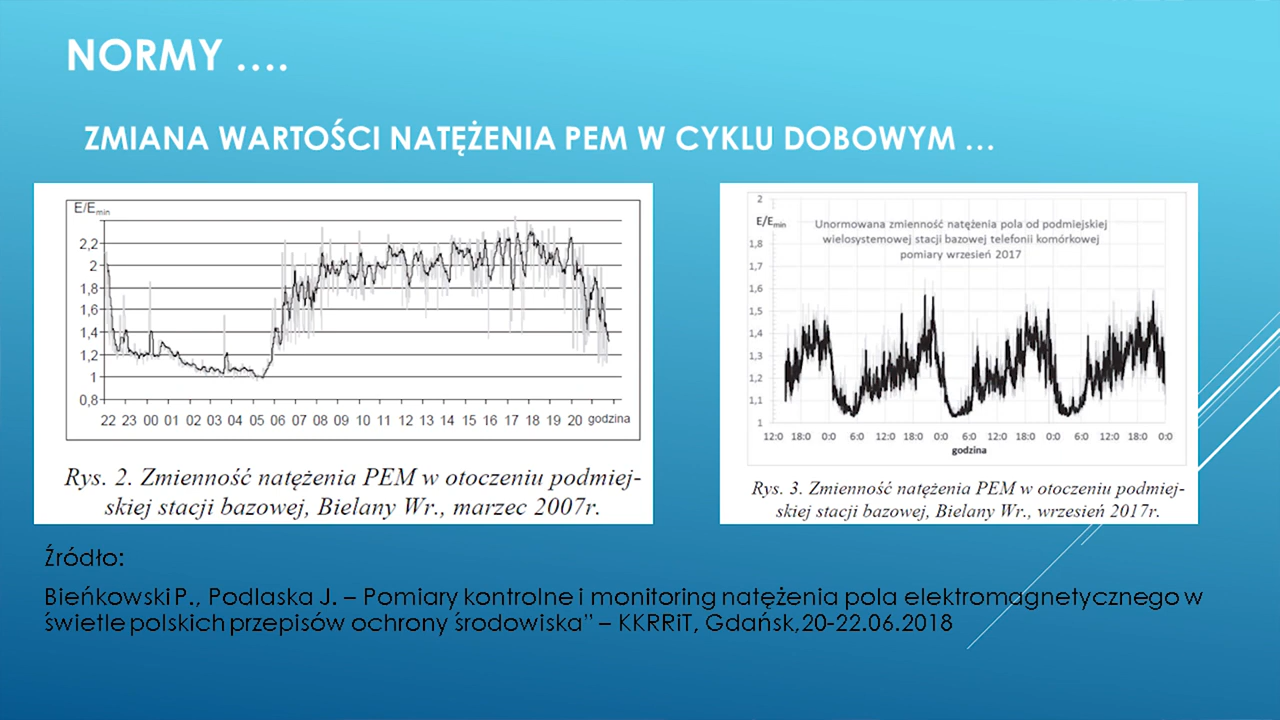 NORMY ....
ZMIANA WARTOŚCI NATĘŻENIA PEM W CYKLU DOBOWYM ...
E/Emin
2,2
2
1,8
1,6
1,4
1,2
1
0,8
22 23 00 01 02 03 04 05 06 07 08 09 10 11 12 13 14 15 16 17 18 19 20 godzina
Rys. 2. Zmienność natężenia PEM w otoczeniu podmiej-
skiej stacji bazowej, Bielany Wr., marzec 2007r.
2
E/Emin
Unormowana zmienność natężenia pola od podmiejskiej
wielosystemowej stacji bazowej telefonii komórkowej
pomiary wrzesień 2017
1,8
1,7
1,6
1,5
1,4
1,3
1,2
1,1
1
12:0 18:0 0:0 6:0 12:0 18:0 0:0 6:0 12:0 18:0 0:0 6:0 12:0 18:0 0:0
godzina
Rys. 3. Zmienność natężenia PEM w otoczeniu podmiej-
skiej stacji bazowej, Bielany Wr., wrzesień 2017r.
Źródło:
Bieńkowski P., Podlaska J. – Pomiary kontrolne i monitoring natężenia pola elektromagnetycznego w
świetle polskich przepisów ochrony środowiska” – KKRRiT, Gdańsk,20-22.06.2018